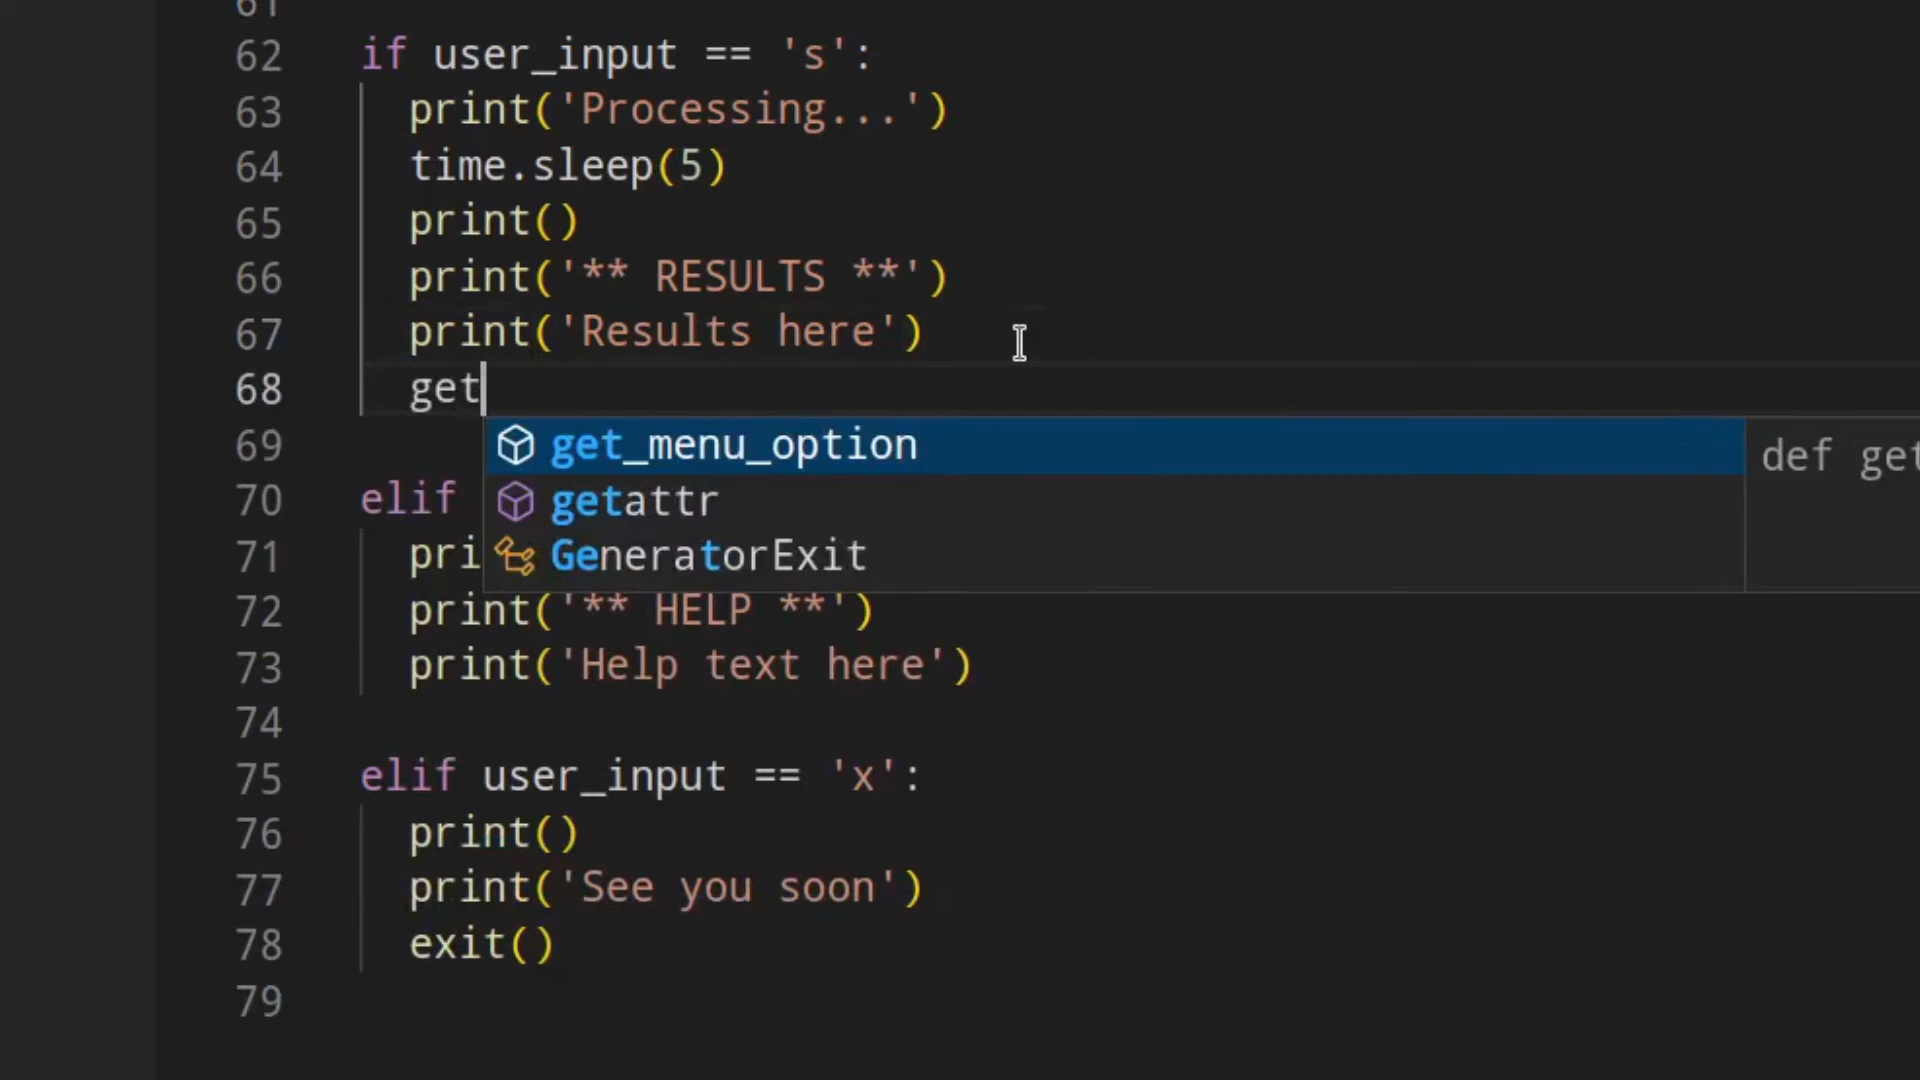 61
62 if user_input == 's':
63 print('Processing...')
64 time.sleep(5)
65 print()
66 print('** RESULTS **')
67 print('Results here')
68 get
69 get_menu_option def get
70 elif getattr
71 pri GeneratorExit
72 print('** HELP **')
73 print('Help text here')
74
75 elif user_input == 'x':
76 print()
77 print('See you soon')
78 exit()
79